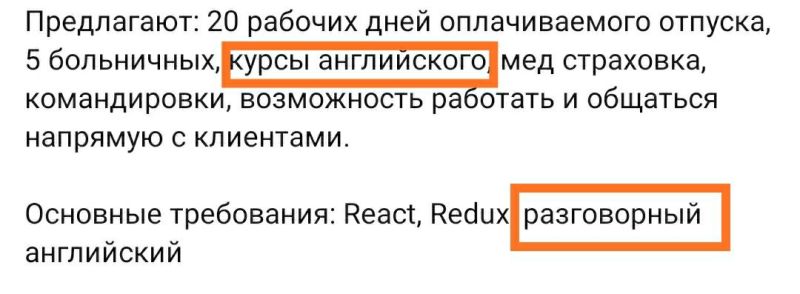 Предлагают: 20 рабочих дней оплачиваемого отпуска,
5 больничных, курсы английского, мед страховка,
командировки, возможность работать и общаться
напрямую с клиентами.
Основные требования: React, Redux, разговорный
английский